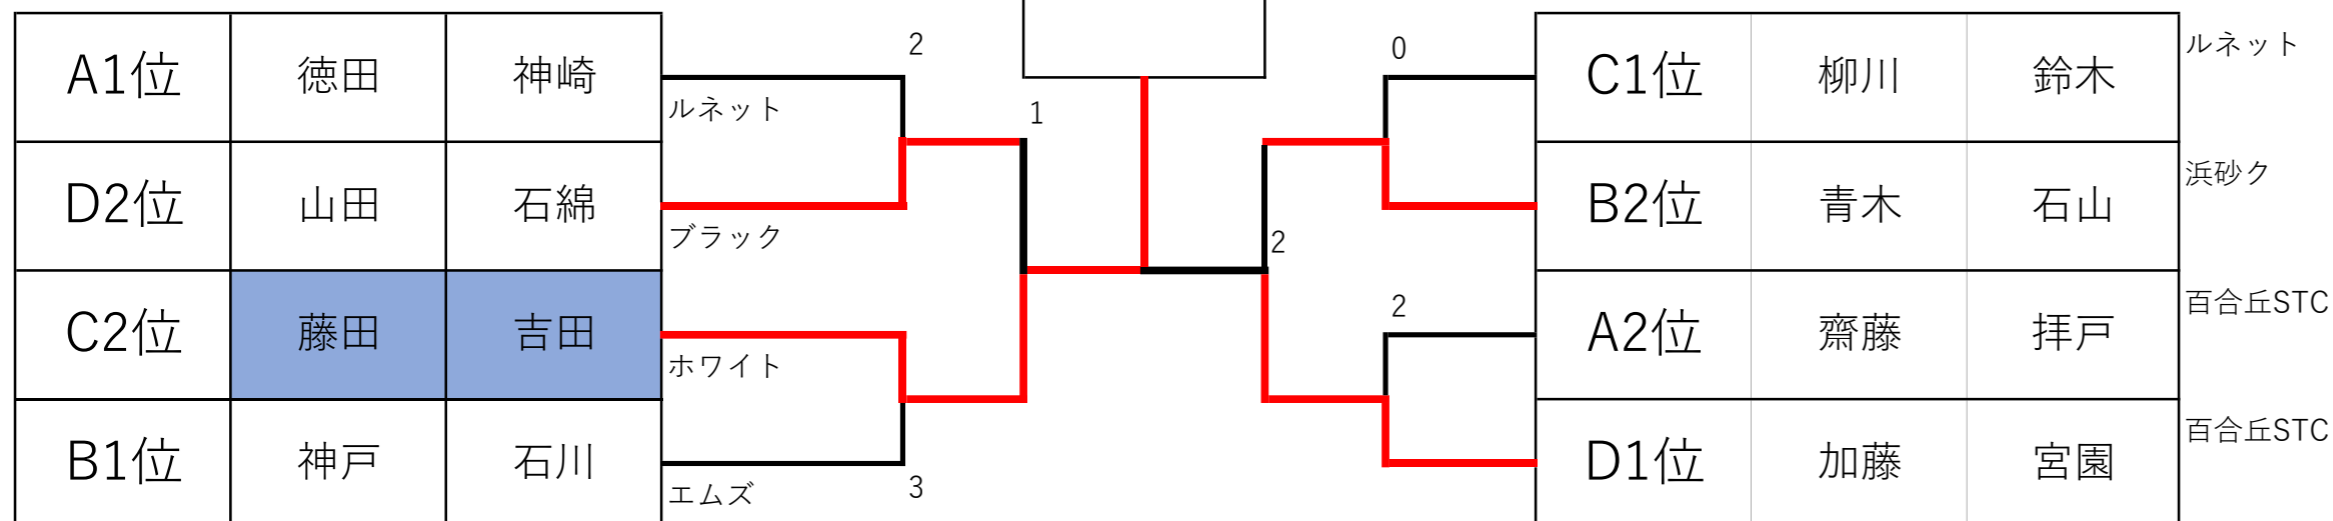 A1位 徳田 神崎
ルネット
D2位 山田 石綿
ブラック
C2位 藤田 吉田
ホワイト
B1位 神戸 石川
エムズ
2
3
1
2
0
2
C1位 柳川 鈴木
ルネット
B2位 青木 石山
浜砂ク
A2位 齋藤 拝戸
百合丘STC
D1位 加藤 宮園
百合丘STC